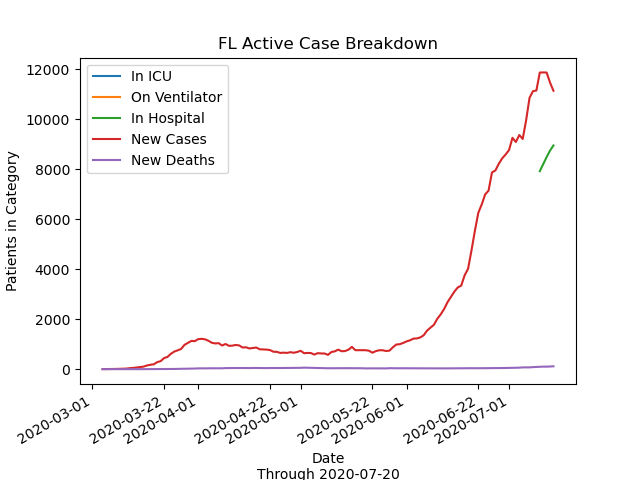 FL Active Case Breakdown
In ICU
On Ventilator
In Hospital
New Cases
New Deaths
Patients in Category
12000
10000
8000
6000
4000
2000
0
2020-03-01
2020-03-22
2020-04-01
2020-04-22
2020-05-01
2020-05-22
2020-06-01
2020-06-22
2020-07-01
Date
Through 2020-07-20